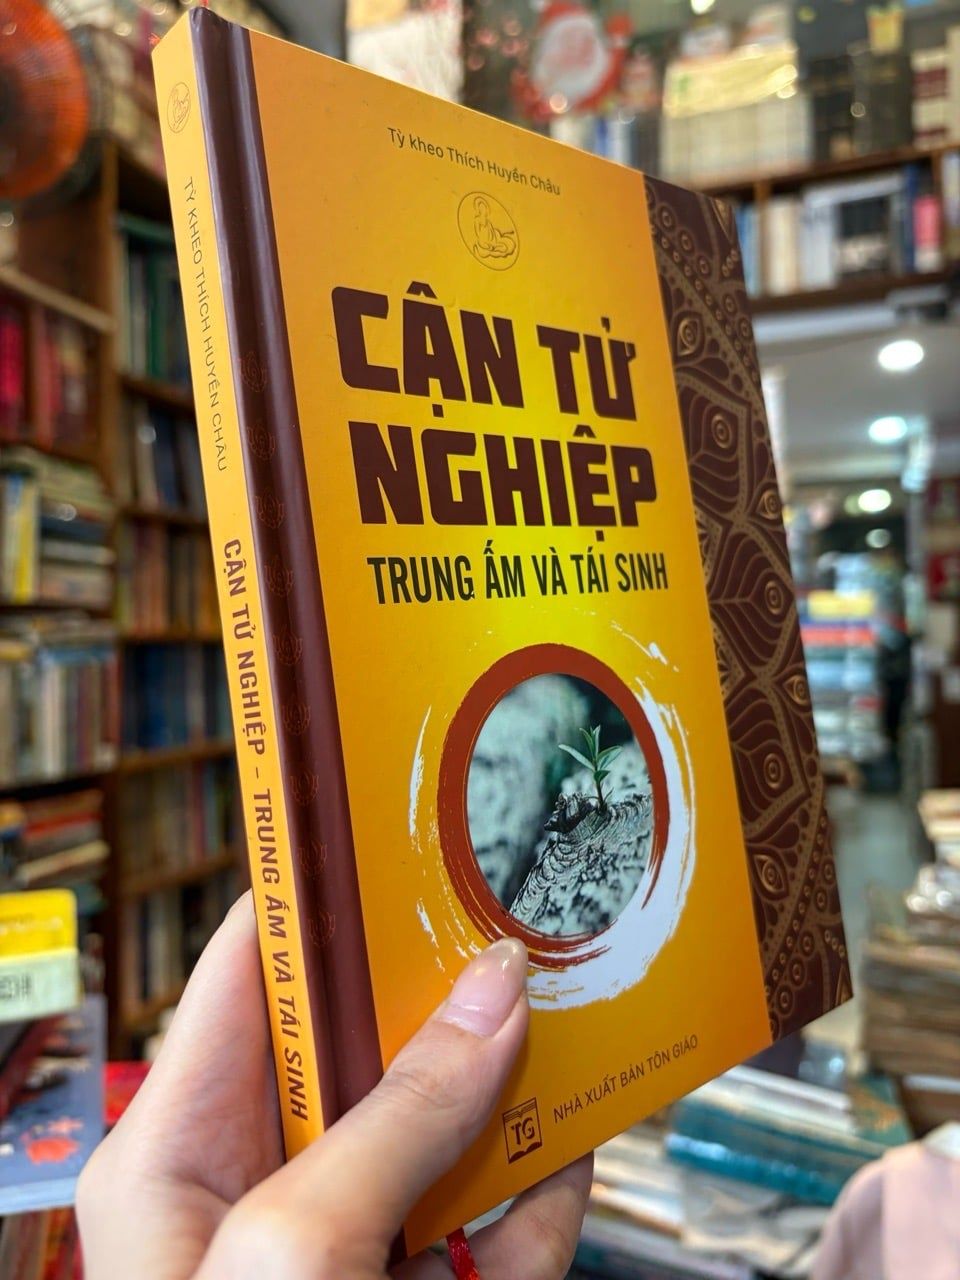 Tỳ kheo Thích Huyền Châu
CẬN TỬ
NGHIỆP
TRUNG ẤM VÀ TÁI SINH
TG
NHÀ XUẤT BẢN TÔN GIÁO
TỲ KHEO THÍCH HUYỀN CHÂU
CẬN TỬ NGHIỆP - TRUNG ẤM VÀ TÁI SINH